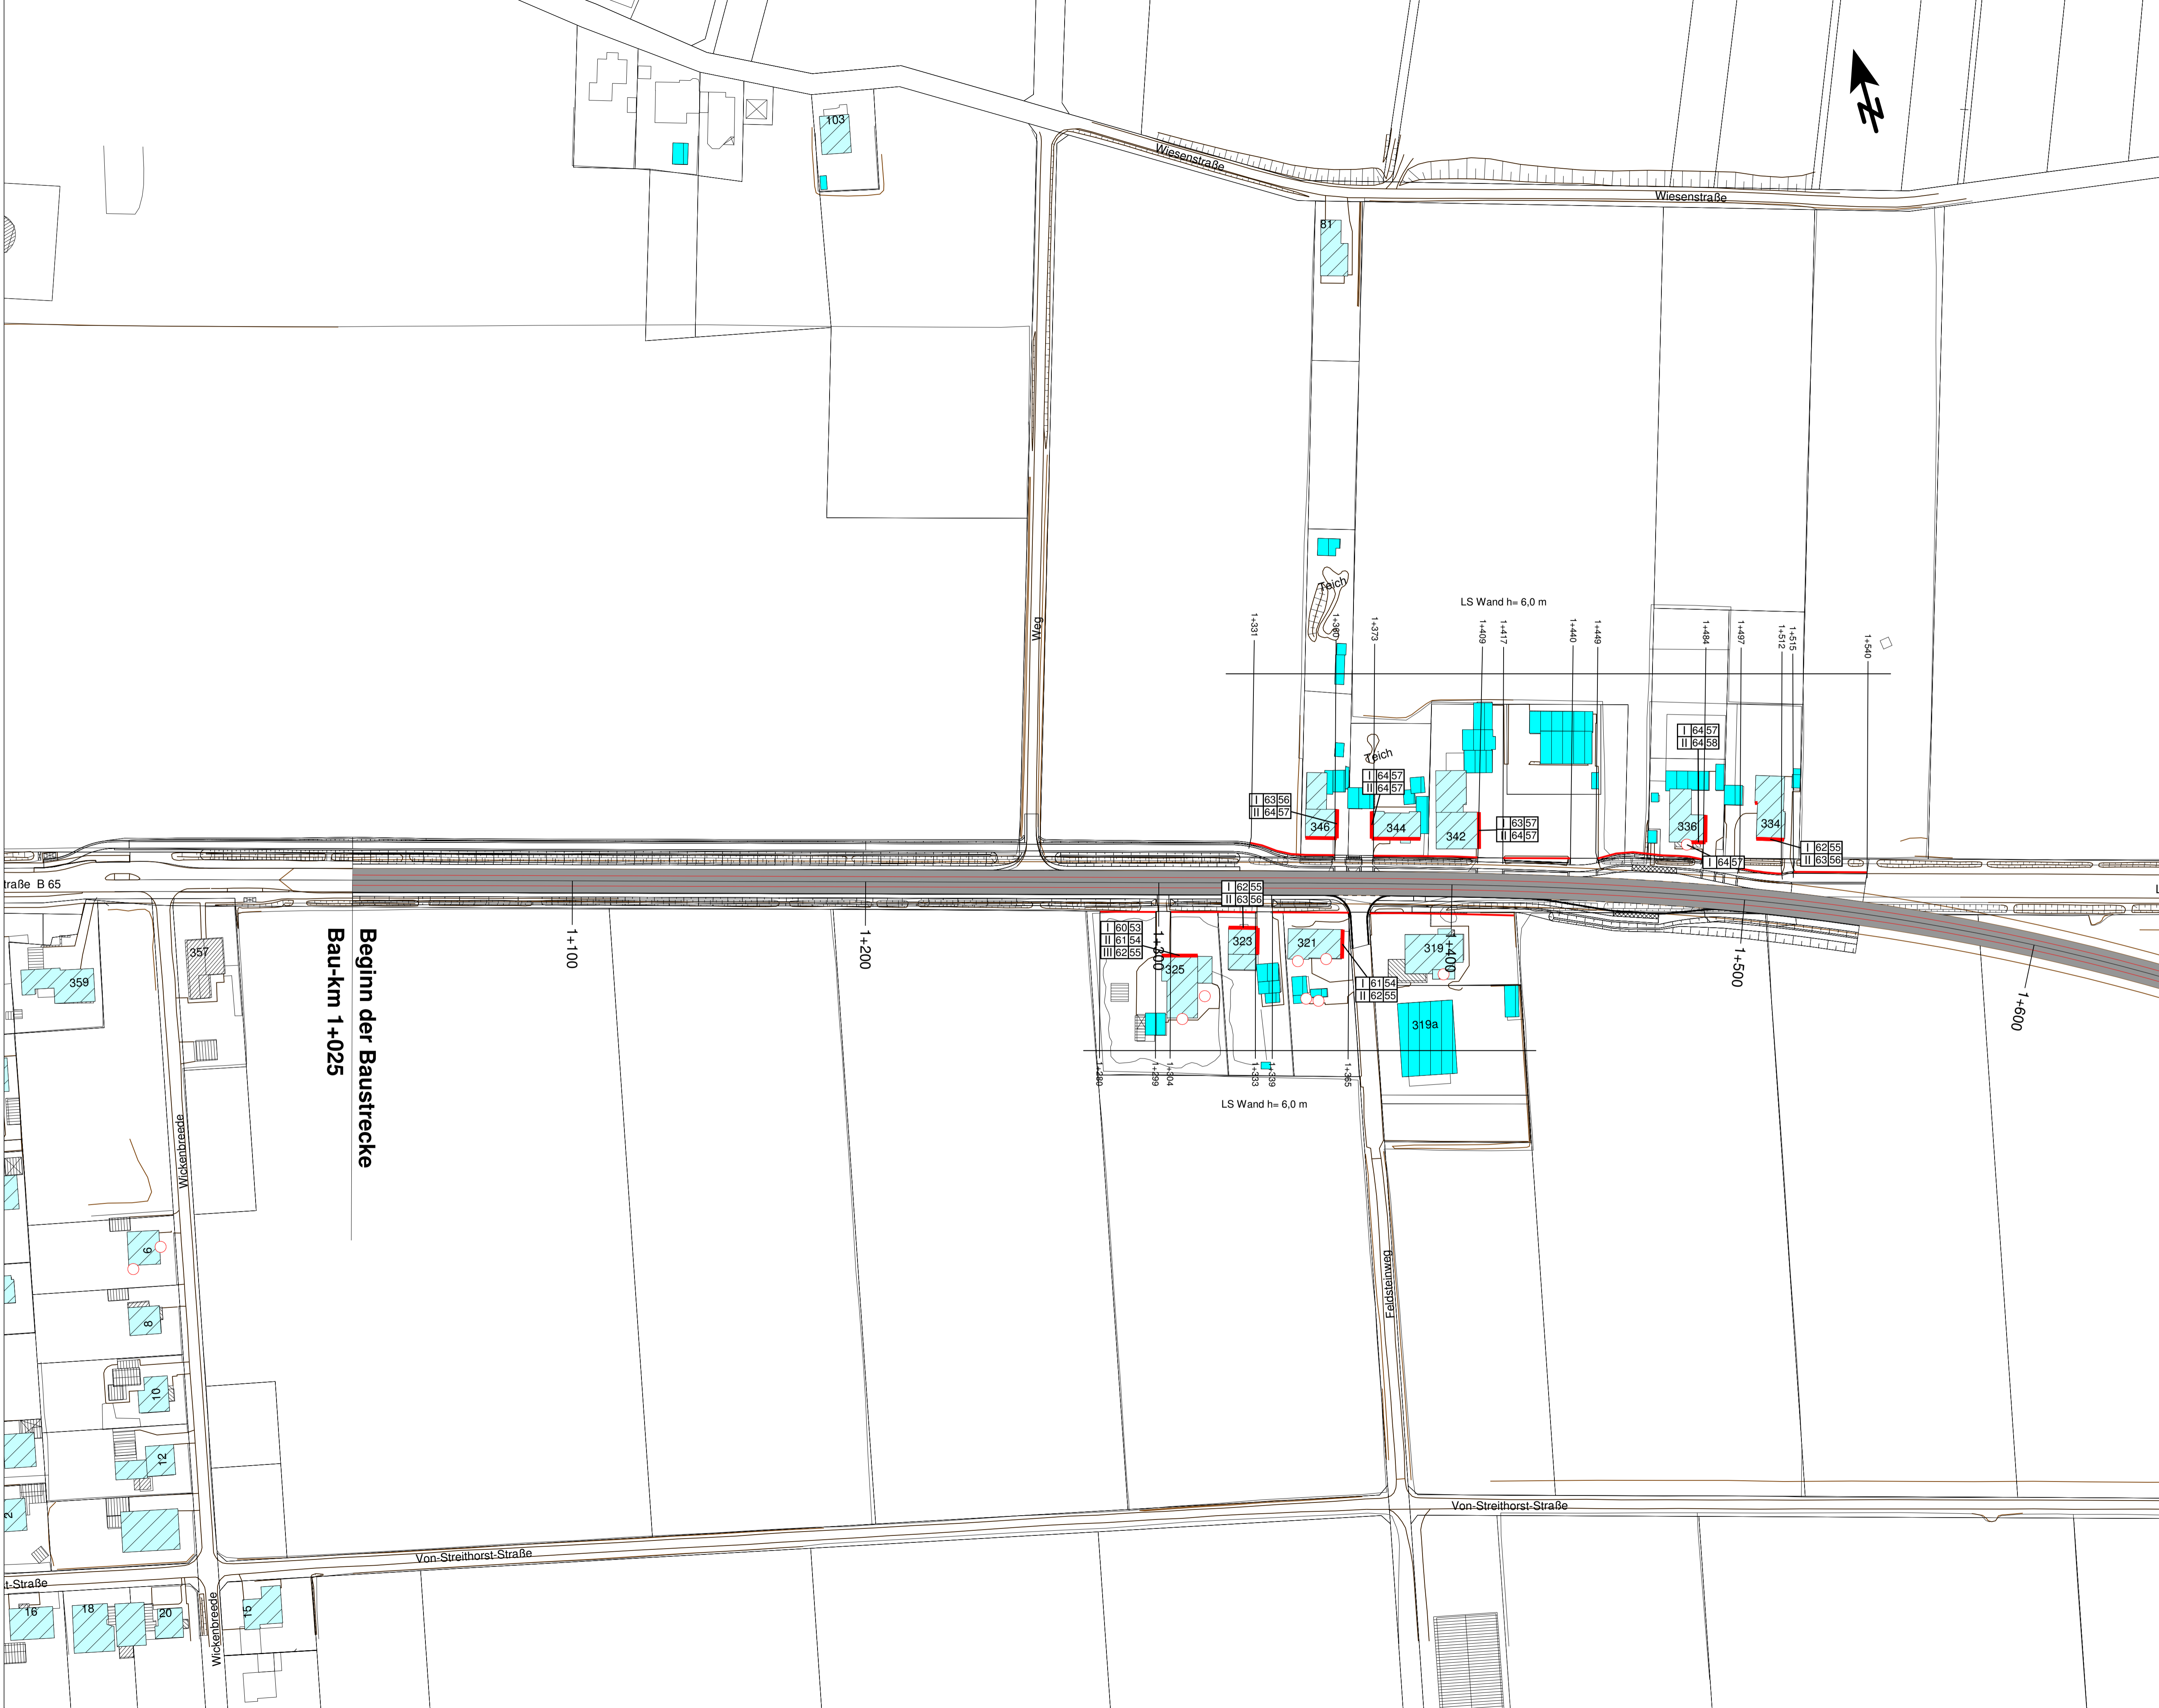 103
Wiesenstraße
Wiesenstraße
81
Teich
LS Wand h= 6,0 m
Weg
1+331
1+360
1+373
1+409
1+417
1+440
1+449
1+484
1+497
1+512
1+515
1+540
Teich
I 64 57
II 64 58
I 64 57
II 64 57
I 63 56
II 64 57
I 63 57
II 64 57
346
344
342
336
334
I 62 55
II 63 56
I 64 57
traße B 65
I 62 55
II 63 56
I 60 53
II 61 54
III 62 55
I 61 54
II 62 55
357
359
325
323
321
319
319a
1+100
1+200
1+300
1+400
1+500
1+600
Beginn der Baustrecke
Bau-km 1+025
1+280
1+299
1+304
1+333
1+339
1+365
LS Wand h= 6,0 m
Wickenbreede
Feldsteinweg
6
8
10
12
2
Von-Streithorst-Straße
Von-Streithorst-Straße
t-Straße
16
18
20
15
Wickenbreede